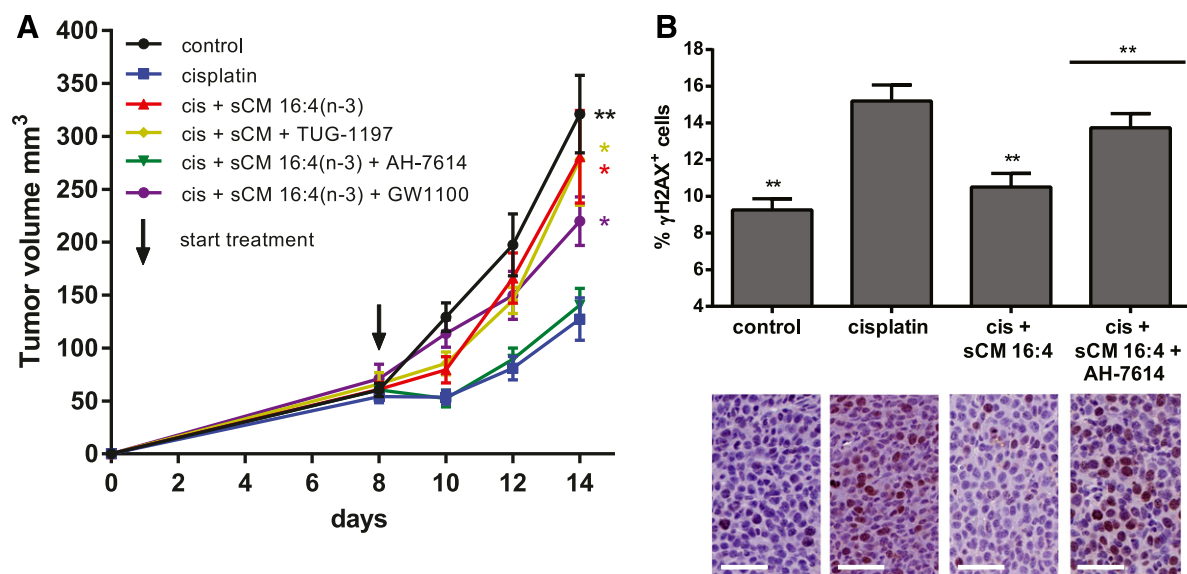 A
Tumor volume mm³
400
350
300
250
200
150
100
50
0
control
cisplatin
cis + sCM 16:4(n-3)
cis + sCM + TUG-1197
cis + sCM 16:4(n-3) + AH-7614
cis + sCM 16:4(n-3) + GW1100
start treatment
**
*
*
*
0 2 4 6 8 10 12 14
days
B
% γH2AX⁺ cells
18
16
14
12
10
8
6
4
**
**
**
control cisplatin cis + sCM 16:4 cis + sCM 16:4 + AH-7614